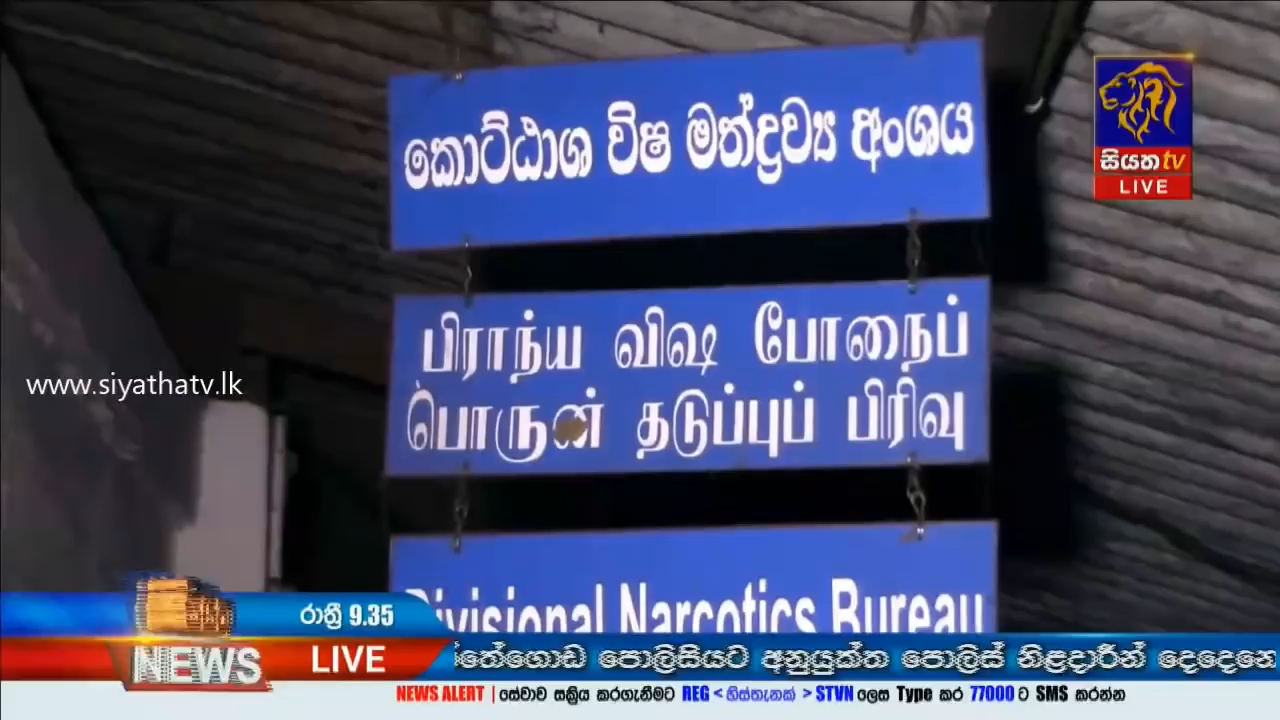 කොට්ඨාශ විෂ මත්ද්‍රව්‍ය අංශය
සියත tv
LIVE
பிராந்ய விஷ போநைப்
பொருன் தடுப்புப் பிரிவு
www.siyathatv.lk
Divisional Narcotics Bureau
රාත්‍රී 9.35
NEWS
LIVE
පොලිසියට අනුයුක්ත පොලිස් නිළදාරීන් දෙදෙනෙ
NEWS ALERT | සේවාව සක්‍රිය කරගැනීමට REG < හිස්තැනක් > STVN ලෙස Type කර 77000 ට SMS කරන්න